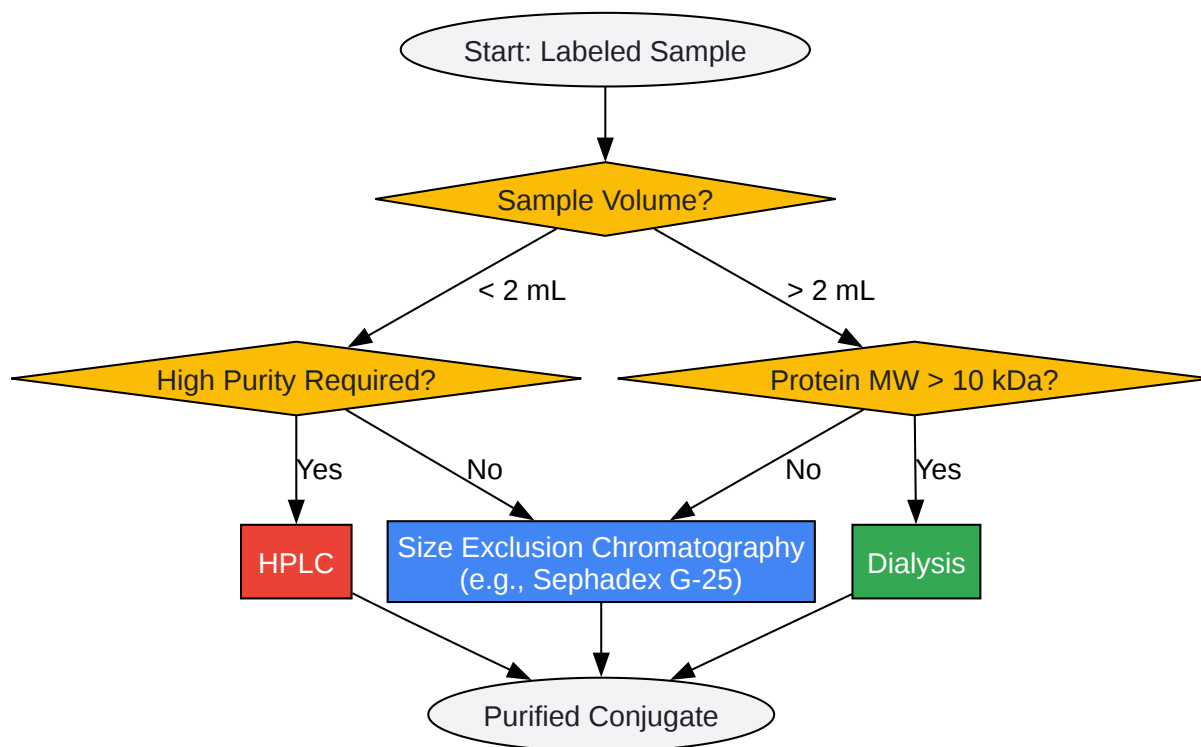 Start: Labeled Sample
Sample Volume?
< 2 mL
> 2 mL
High Purity Required?
Protein MW > 10 kDa?
Yes
No
No
Yes
HPLC
Size Exclusion Chromatography
(e.g., Sephadex G-25)
Dialysis
Purified Conjugate